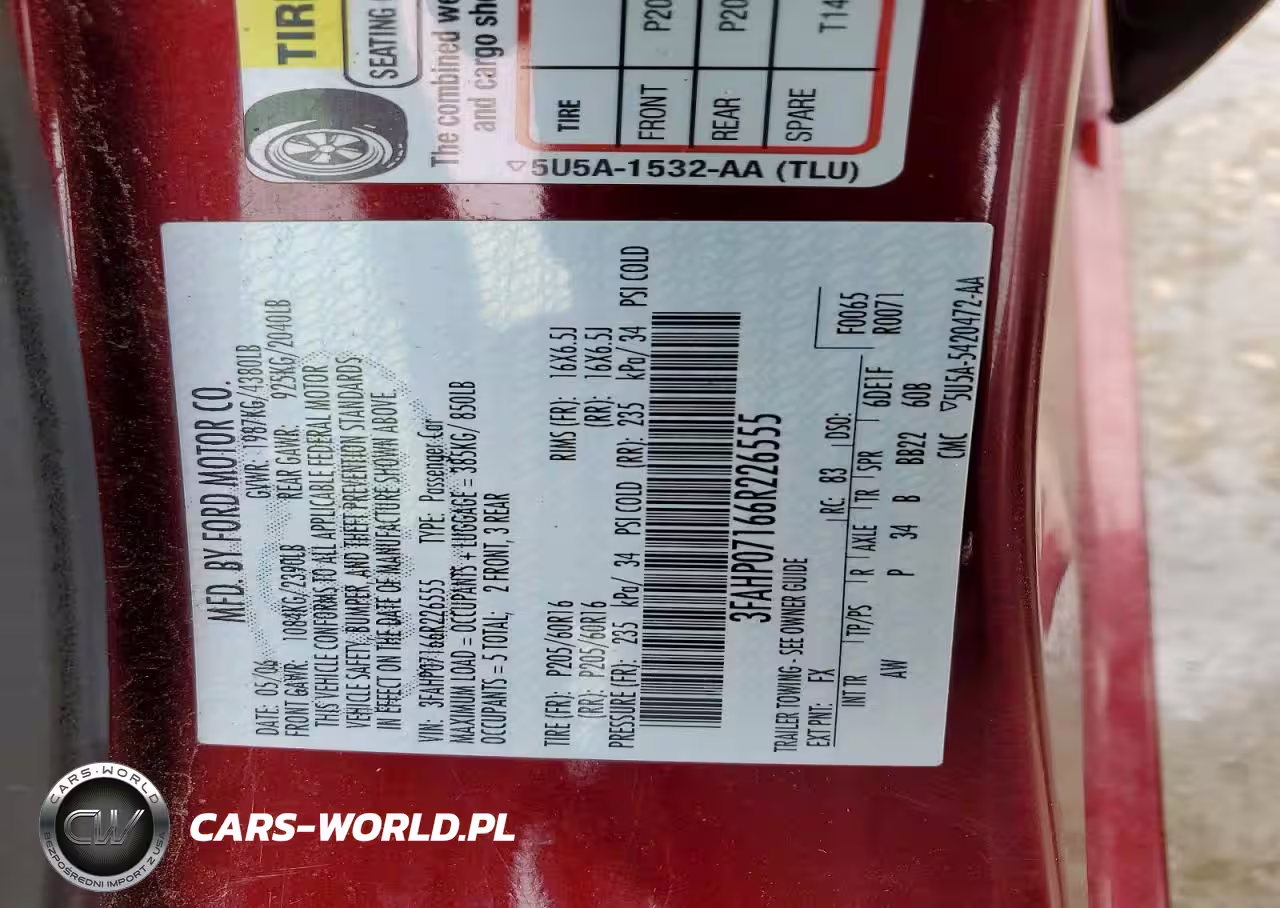 TIRE
SEATING
The combined we
and cargo sho
TIRE
FRONT P20
REAR P20
SPARE T14
5U5A-1532-AA (TLU)
MFD. BY FORD MOTOR CO.
DATE: 05/06 GVWR: 1987KG/4380LB
FRONT GAWR: 1084KG/2390LB REAR GAWR: 925KG/2040LB
THIS VEHICLE CONFORMS TO ALL APPLICABLE FEDERAL MOTOR
VEHICLE SAFETY, BUMPER, AND THEFT PREVENTION STANDARDS
IN EFFECT ON THE DATE OF MANUFACTURE SHOWN ABOVE.
VIN: 3FAHP07166R226555 TYPE: Passenger Car
MAXIMUM LOAD = OCCUPANTS + LUGGAGE = 385KG/ 850LB
OCCUPANTS = 5 TOTAL; 2 FRONT, 3 REAR
TIRE (FR): P205/60R16 RIMS (FR): 16X6.5J
(RR): P205/60R16 (RR): 16X6.5J
PRESSURE (FR): 235 kPa/ 34 PSI COLD (RR): 235 kPa/ 34 PSI COLD
3FAHP07166R226555
TRAILER TOWING - SEE OWNER GUIDE
EXT PNT: FX RC: 83 DSO: F0065
R0071
INT TR TP/PS R AXLE TR SPR 6DE1F
AW P 34 B BB22 60B
CMC 5U5A-5420472-AA
CARS-WORLD
CW
BEZPOŚREDNI IMPORT Z USA
CARS-WORLD.PL